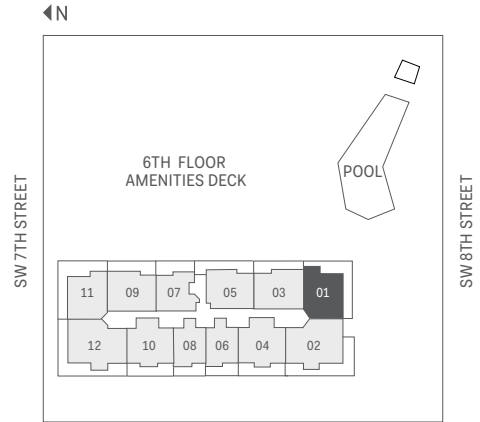 N
6TH FLOOR
AMENITIES DECK
POOL
SW 7TH STREET
SW 8TH STREET
11 09 07 05 03 01
12 10 08 06 04 02